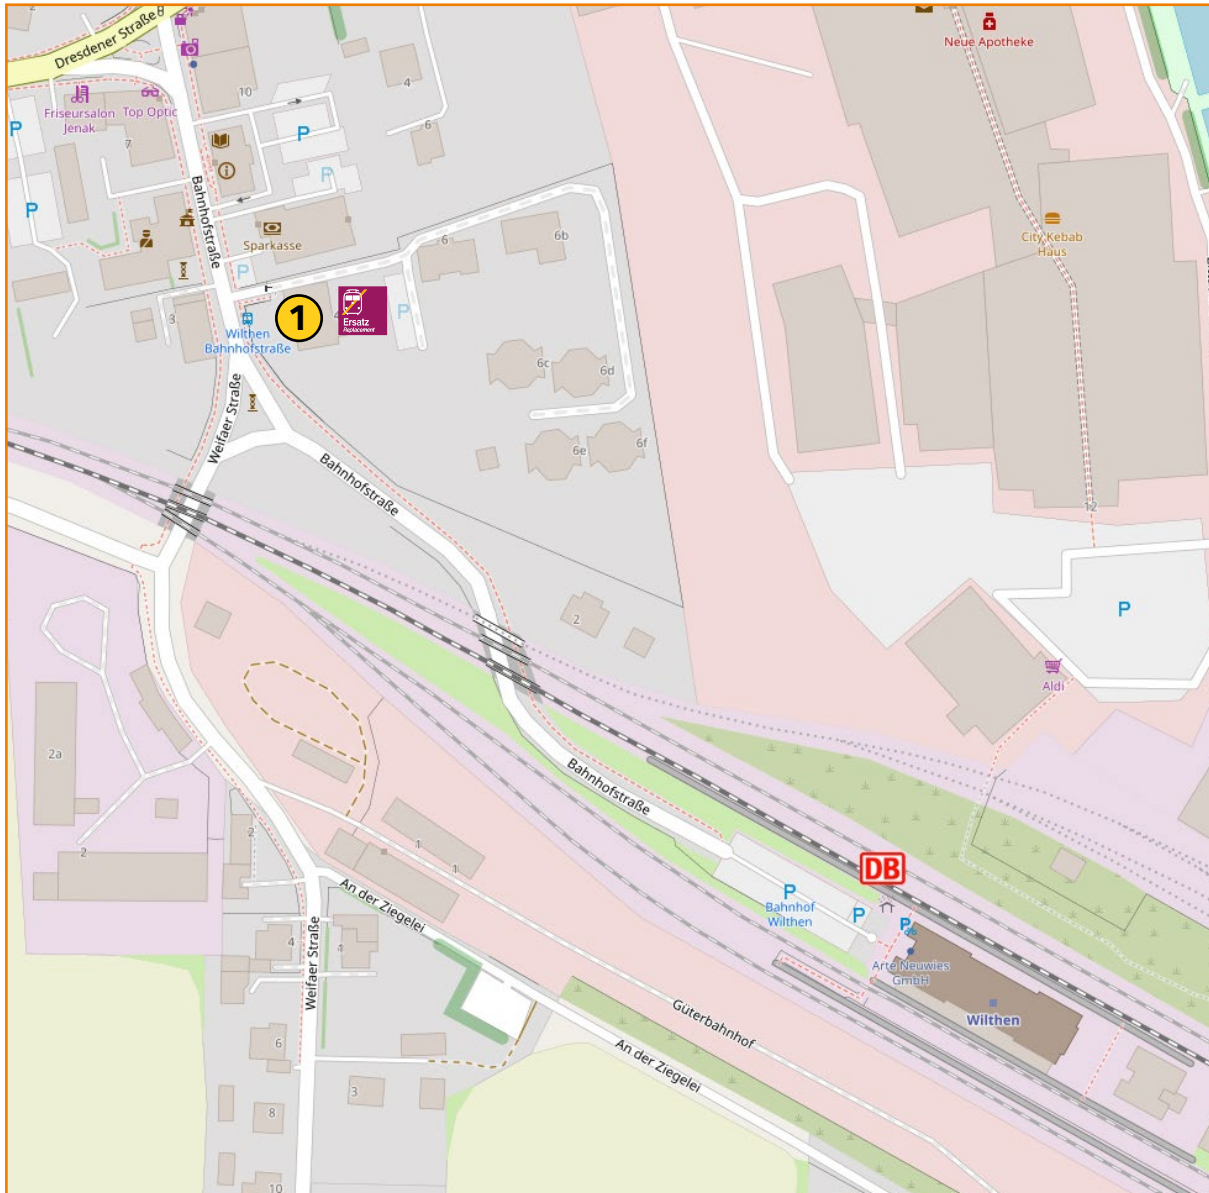 Dresdener Straße
Neue Apotheke
10
4
Friseursalon
Jenak
Top Optic
P
P
7
6
P
P
Bahnhofstraße
City Kebab
Haus
Sparkasse
6
6b
P
1
Ersatz
Replacement
P
3
Wilthen
Bahnhofstraße
6c
6d
Weifaer Straße
6e
6f
Bahnhofstraße
12
2
P
Aldi
2a
Bahnhofstraße
2
2
1
1
DB
An der Ziegelei
P
Bahnhof
Wilthen
P
P
4
4
Weifaer Straße
Arte Neuwies
GmbH
Wilthen
Güterbahnhof
6
An der Ziegelei
3
8
10